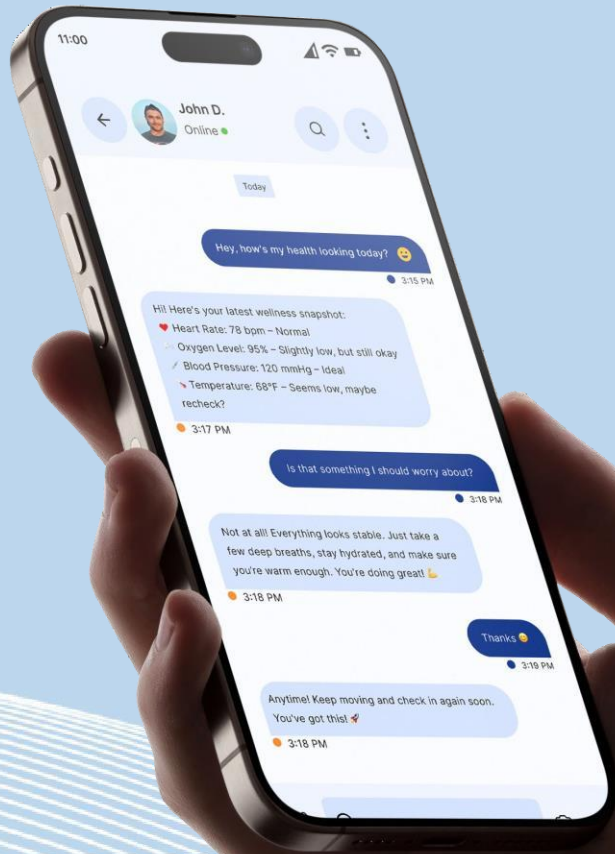 11:00
John D.
Online
Today
Hey, how's my health looking today? 😀
3:15 PM
Hi! Here's your latest wellness snapshot:
❤️ Heart Rate: 78 bpm – Normal
Oxygen Level: 95% – Slightly low, but still okay
Blood Pressure: 120 mmHg – Ideal
Temperature: 68°F – Seems low, maybe
recheck?
3:17 PM
Is that something I should worry about?
3:18 PM
Not at all! Everything looks stable. Just take a
few deep breaths, stay hydrated, and make sure
you're warm enough. You're doing great! 💪
3:18 PM
Thanks 😀
3:19 PM
Anytime! Keep moving and check in again soon.
You've got this! 🚀
3:18 PM